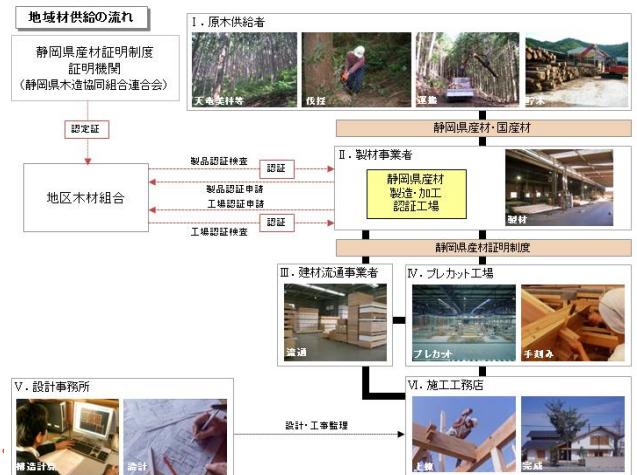 地域材供給の流れ
静岡県産材証明制度
証明機関
(静岡県木造協同組合連合会)
認定証
地区木材組合
製品認証検査
認証
製品認証申請
工場認証申請
認証
工場認証検査
Ⅰ．原木供給者
天竜美林等
伐採
運搬
貯木
静岡県産材・国産材
Ⅱ．製材事業者
静岡県産材
製造・加工
認証工場
製材
静岡県産材証明制度
Ⅲ．建材流通事業者
流通
Ⅳ．プレカット工場
プレカット
手刻み
Ⅴ．設計事務所
構造計算
設計
設計・工事監理
Ⅵ．施工工務店
上棟
完成